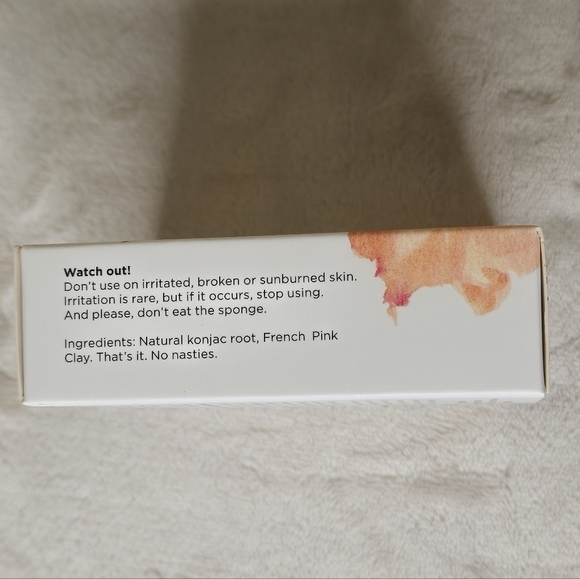 Watch out!
Don't use on irritated, broken or sunburned skin.
Irritation is rare, but if it occurs, stop using.
And please, don't eat the sponge.
Ingredients: Natural konjac root, French Pink
Clay. That's it. No nasties.